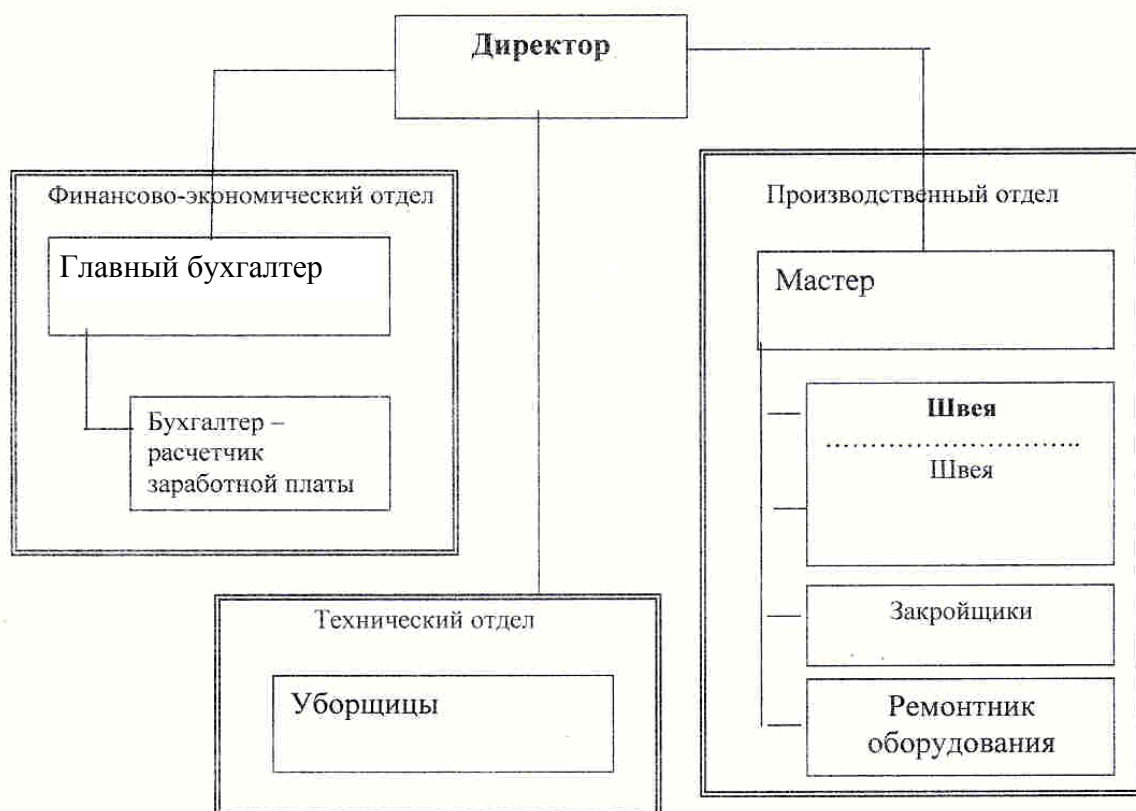 Директор
Финансово-экономический отдел
Главный бухгалтер
Бухгалтер –
расчетчик
заработной платы
Технический отдел
Уборщицы
Производственный отдел
Мастер
Швея
…………………………..
Швея
Закройщики
Ремонтник
оборудования